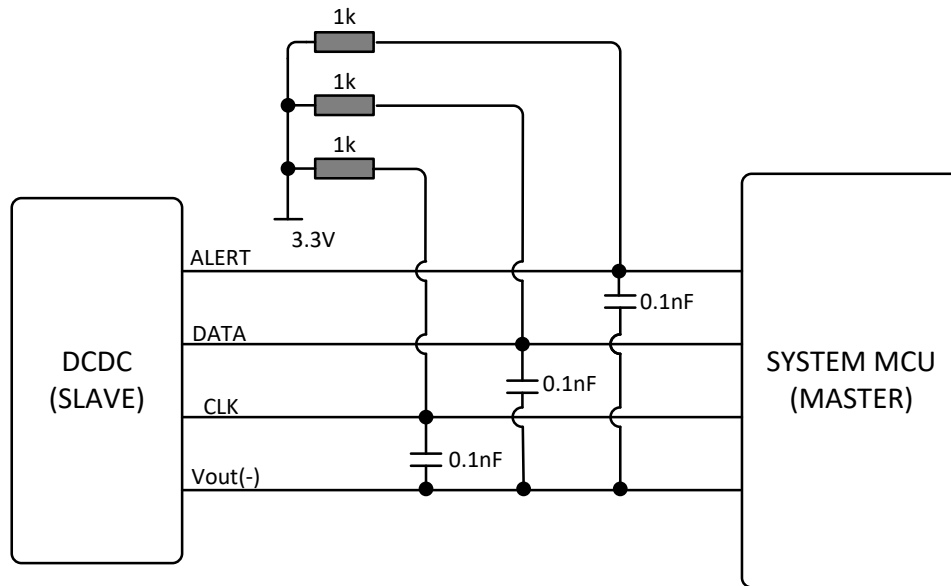 1k
1k
1k
3.3V
ALERT
0.1nF
DATA
DCDC
(SLAVE)
SYSTEM MCU
(MASTER)
0.1nF
CLK
0.1nF
Vout(-)